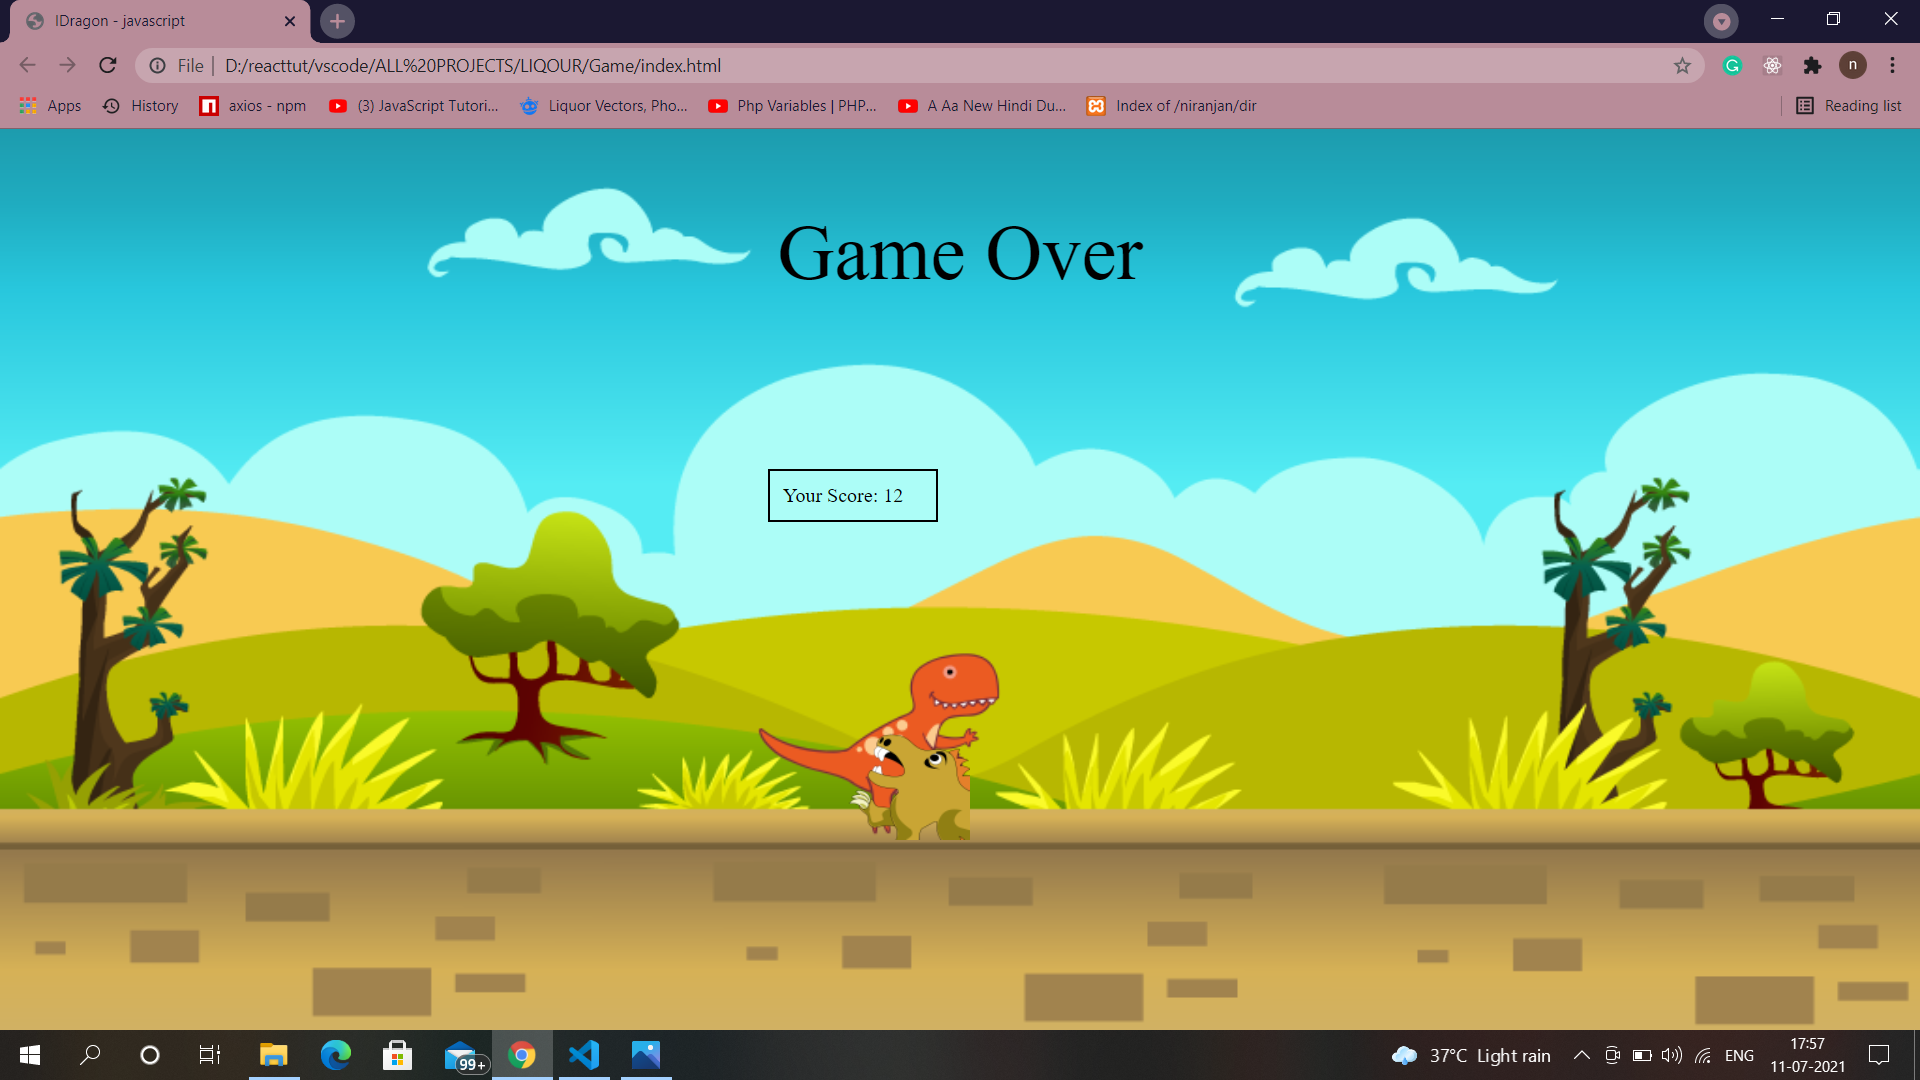 IDragon - javascript
File | D:/reacttut/vscode/ALL%20PROJECTS/LIQOUR/Game/index.html
n
Apps History axios - npm (3) JavaScript Tutori... Liquor Vectors, Pho... Php Variables | PHP... A Aa New Hindi Du... Index of /niranjan/dir Reading list
Game Over
Your Score: 12
99+
37°C Light rain
ENG
17:57
11-07-2021